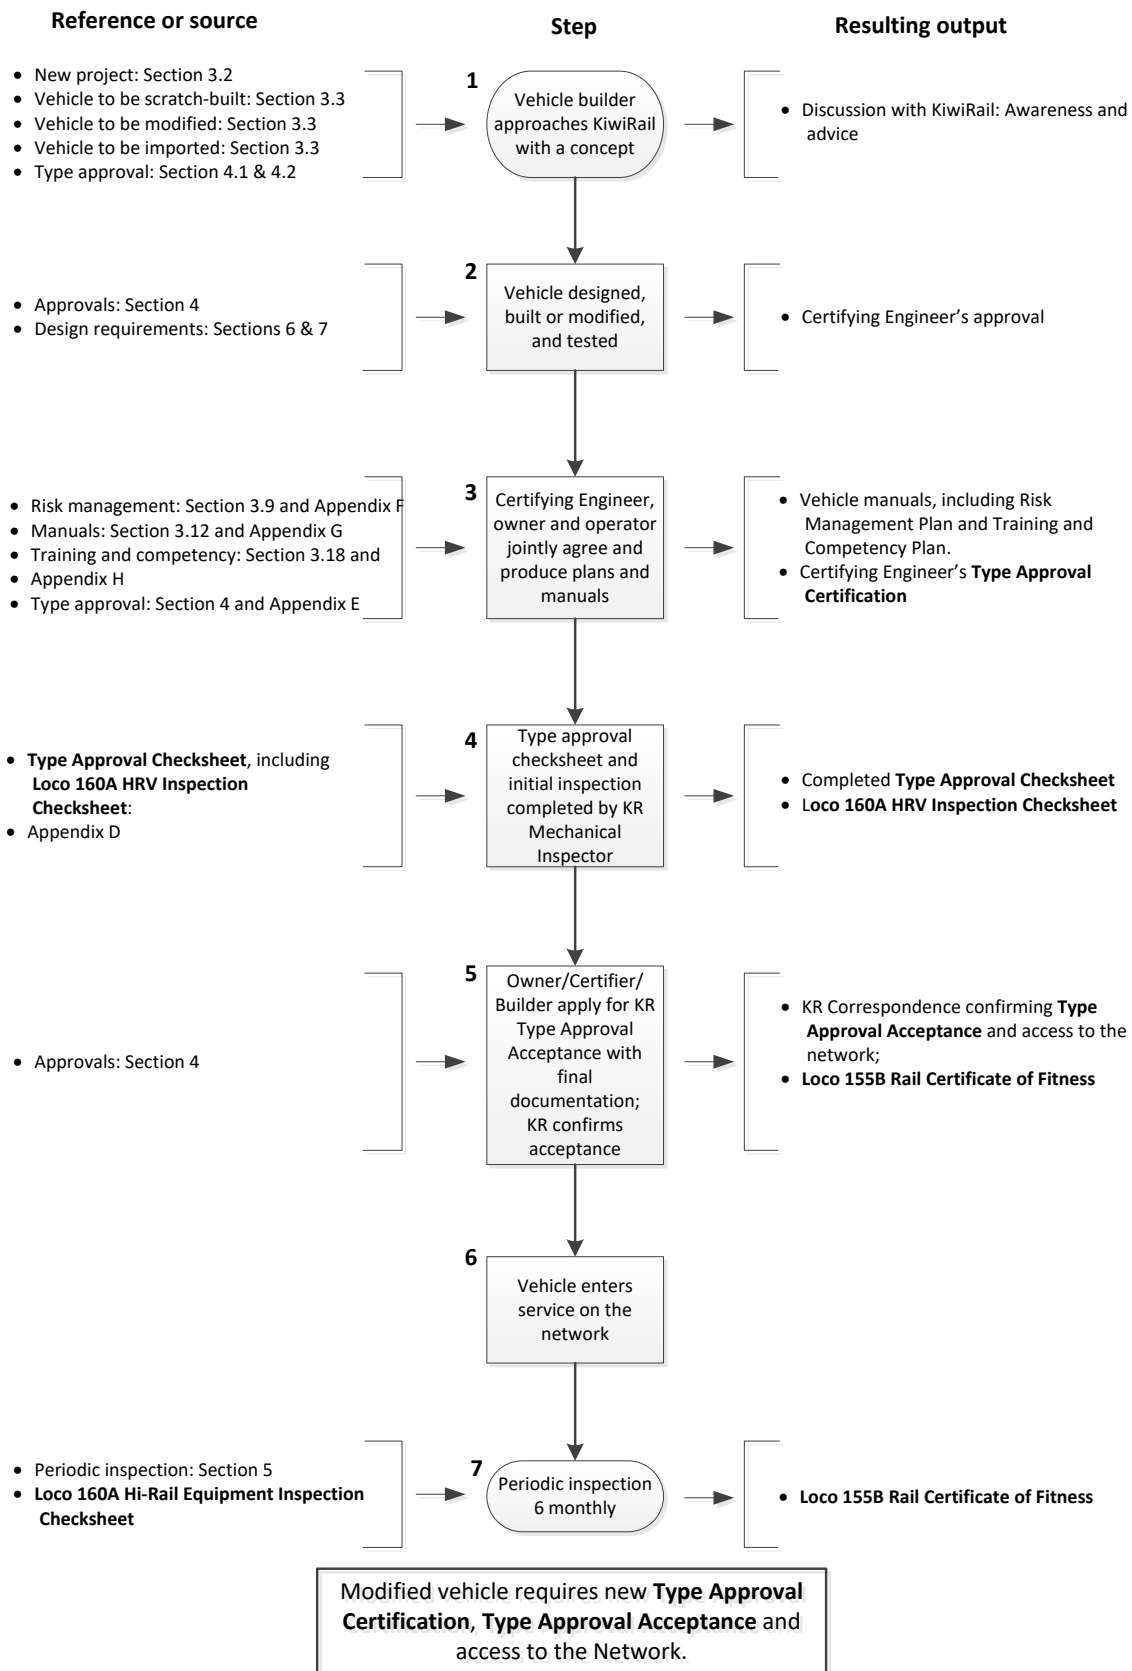 Reference or source
Step
Resulting output
• New project: Section 3.2
• Vehicle to be scratch-built: Section 3.3
• Vehicle to be modified: Section 3.3
• Vehicle to be imported: Section 3.3
• Type approval: Section 4.1 & 4.2
1
Vehicle builder
approaches KiwiRail
with a concept
• Discussion with KiwiRail: Awareness and
advice
• Approvals: Section 4
• Design requirements: Sections 6 & 7
2
Vehicle designed,
built or modified,
and tested
• Certifying Engineer’s approval
• Risk management: Section 3.9 and Appendix F
• Manuals: Section 3.12 and Appendix G
• Training and competency: Section 3.18 and
• Appendix H
• Type approval: Section 4 and Appendix E
3
Certifying Engineer,
owner and operator
jointly agree and
produce plans and
manuals
• Vehicle manuals, including Risk
Management Plan and Training and
Competency Plan.
• Certifying Engineer’s Type Approval
Certification
• Type Approval Checksheet, including
Loco 160A HRV Inspection
Checksheet:
• Appendix D
4
Type approval
checksheet and
initial inspection
completed by KR
Mechanical
Inspector
• Completed Type Approval Checksheet
• Loco 160A HRV Inspection Checksheet
• Approvals: Section 4
5
Owner/Certifier/
Builder apply for KR
Type Approval
Acceptance with
final
documentation;
KR confirms
acceptance
• KR Correspondence confirming Type
Approval Acceptance and access to the
network;
• Loco 155B Rail Certificate of Fitness
6
Vehicle enters
service on the
network
• Periodic inspection: Section 5
• Loco 160A Hi-Rail Equipment Inspection
Checksheet
7
Periodic inspection
6 monthly
• Loco 155B Rail Certificate of Fitness
Modified vehicle requires new Type Approval
Certification, Type Approval Acceptance and
access to the Network.